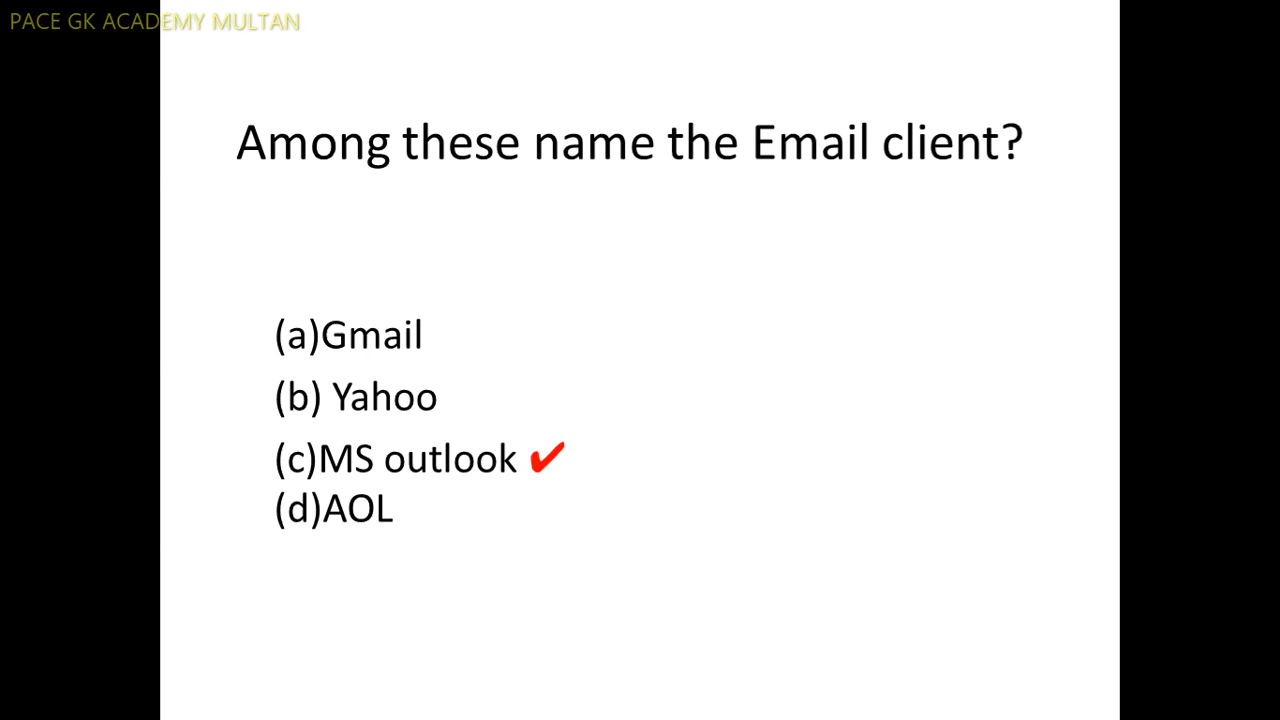 PACE GK ACADEMY MULTAN
Among these name the Email client?
(a)Gmail
(b) Yahoo
(c)MS outlook ✔
(d)AOL